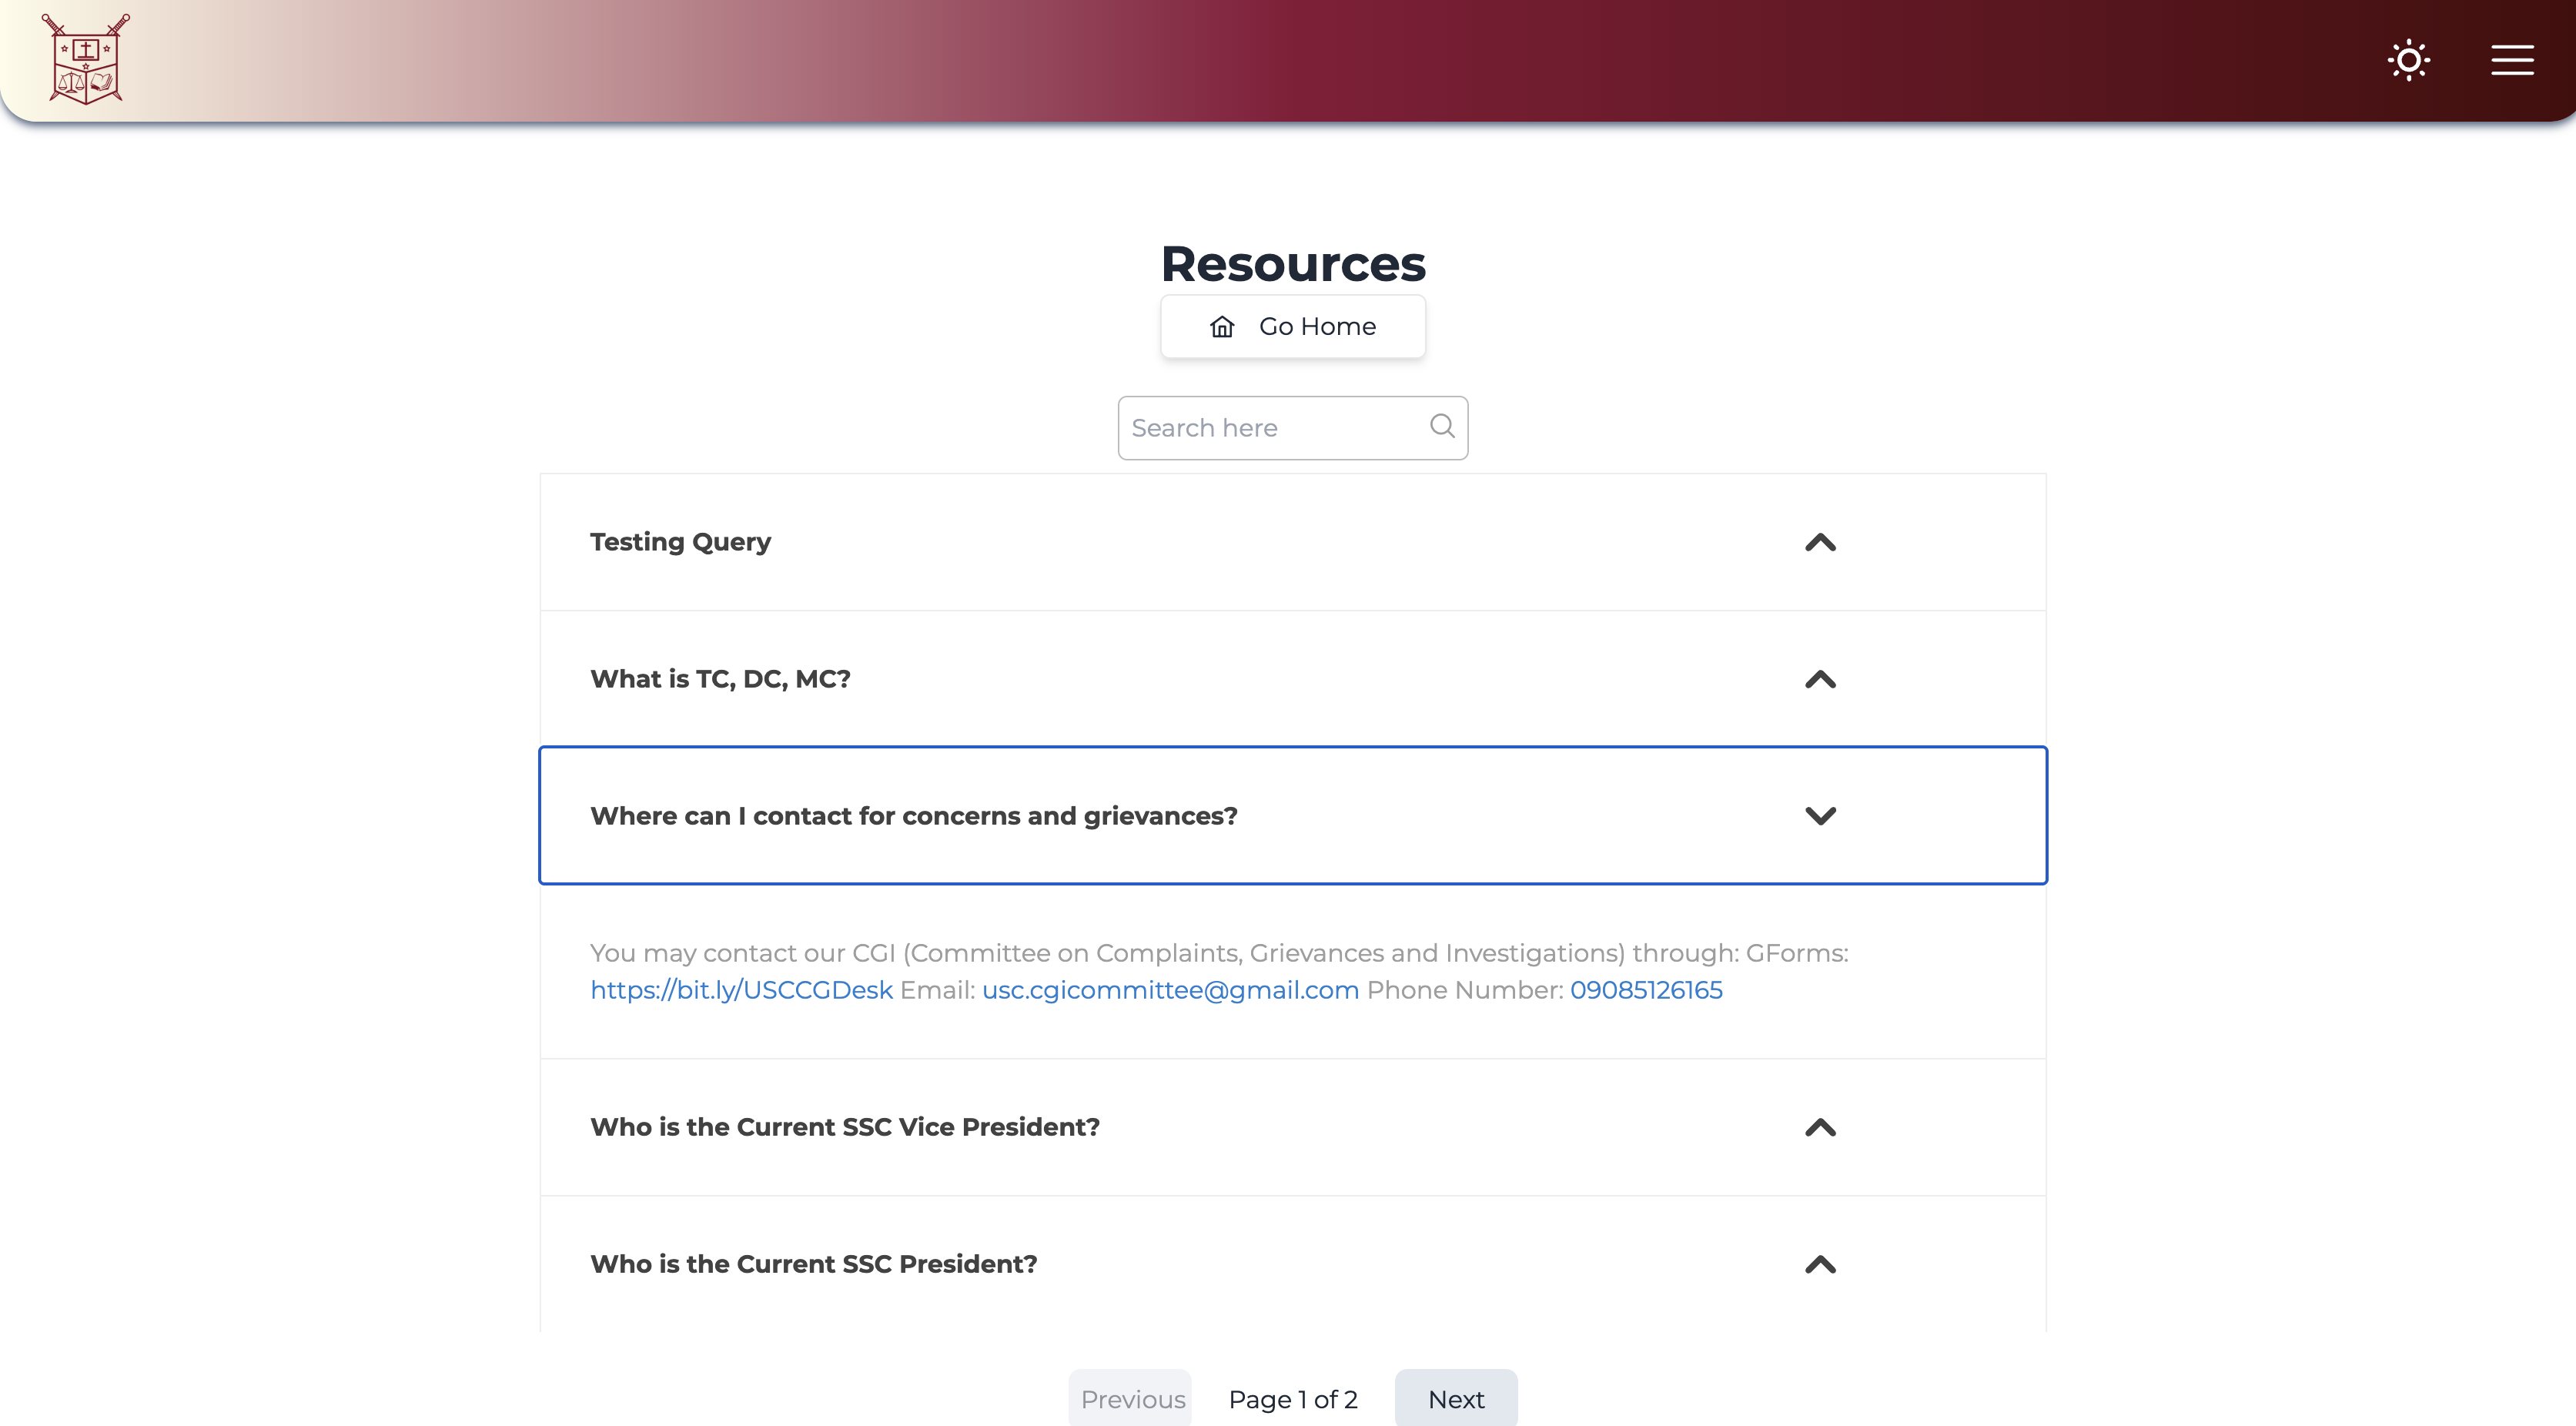 Resources
Go Home
Search here
Testing Query
What is TC, DC, MC?
Where can I contact for concerns and grievances?
You may contact our CGI (Committee on Complaints, Grievances and Investigations) through: GForms:
https://bit.ly/USCCGDesk Email: usc.cgicommittee@gmail.com Phone Number: 09085126165
Who is the Current SSC Vice President?
Who is the Current SSC President?
Previous Page 1 of 2 Next